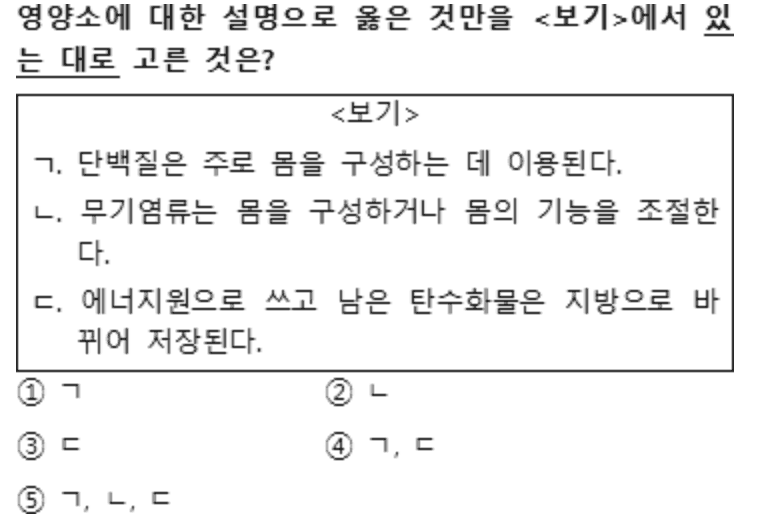 영양소에 대한 설명으로 옳은 것만을 <보기>에서 있
는 대로 고른 것은?
<보기>
ㄱ. 단백질은 주로 몸을 구성하는 데 이용된다.
ㄴ. 무기염류는 몸을 구성하거나 몸의 기능을 조절한
다.
ㄷ. 에너지원으로 쓰고 남은 탄수화물은 지방으로 바
뀌어 저장된다.
① ㄱ ② ㄴ
③ ㄷ ④ ㄱ, ㄷ
⑤ ㄱ, ㄴ, ㄷ